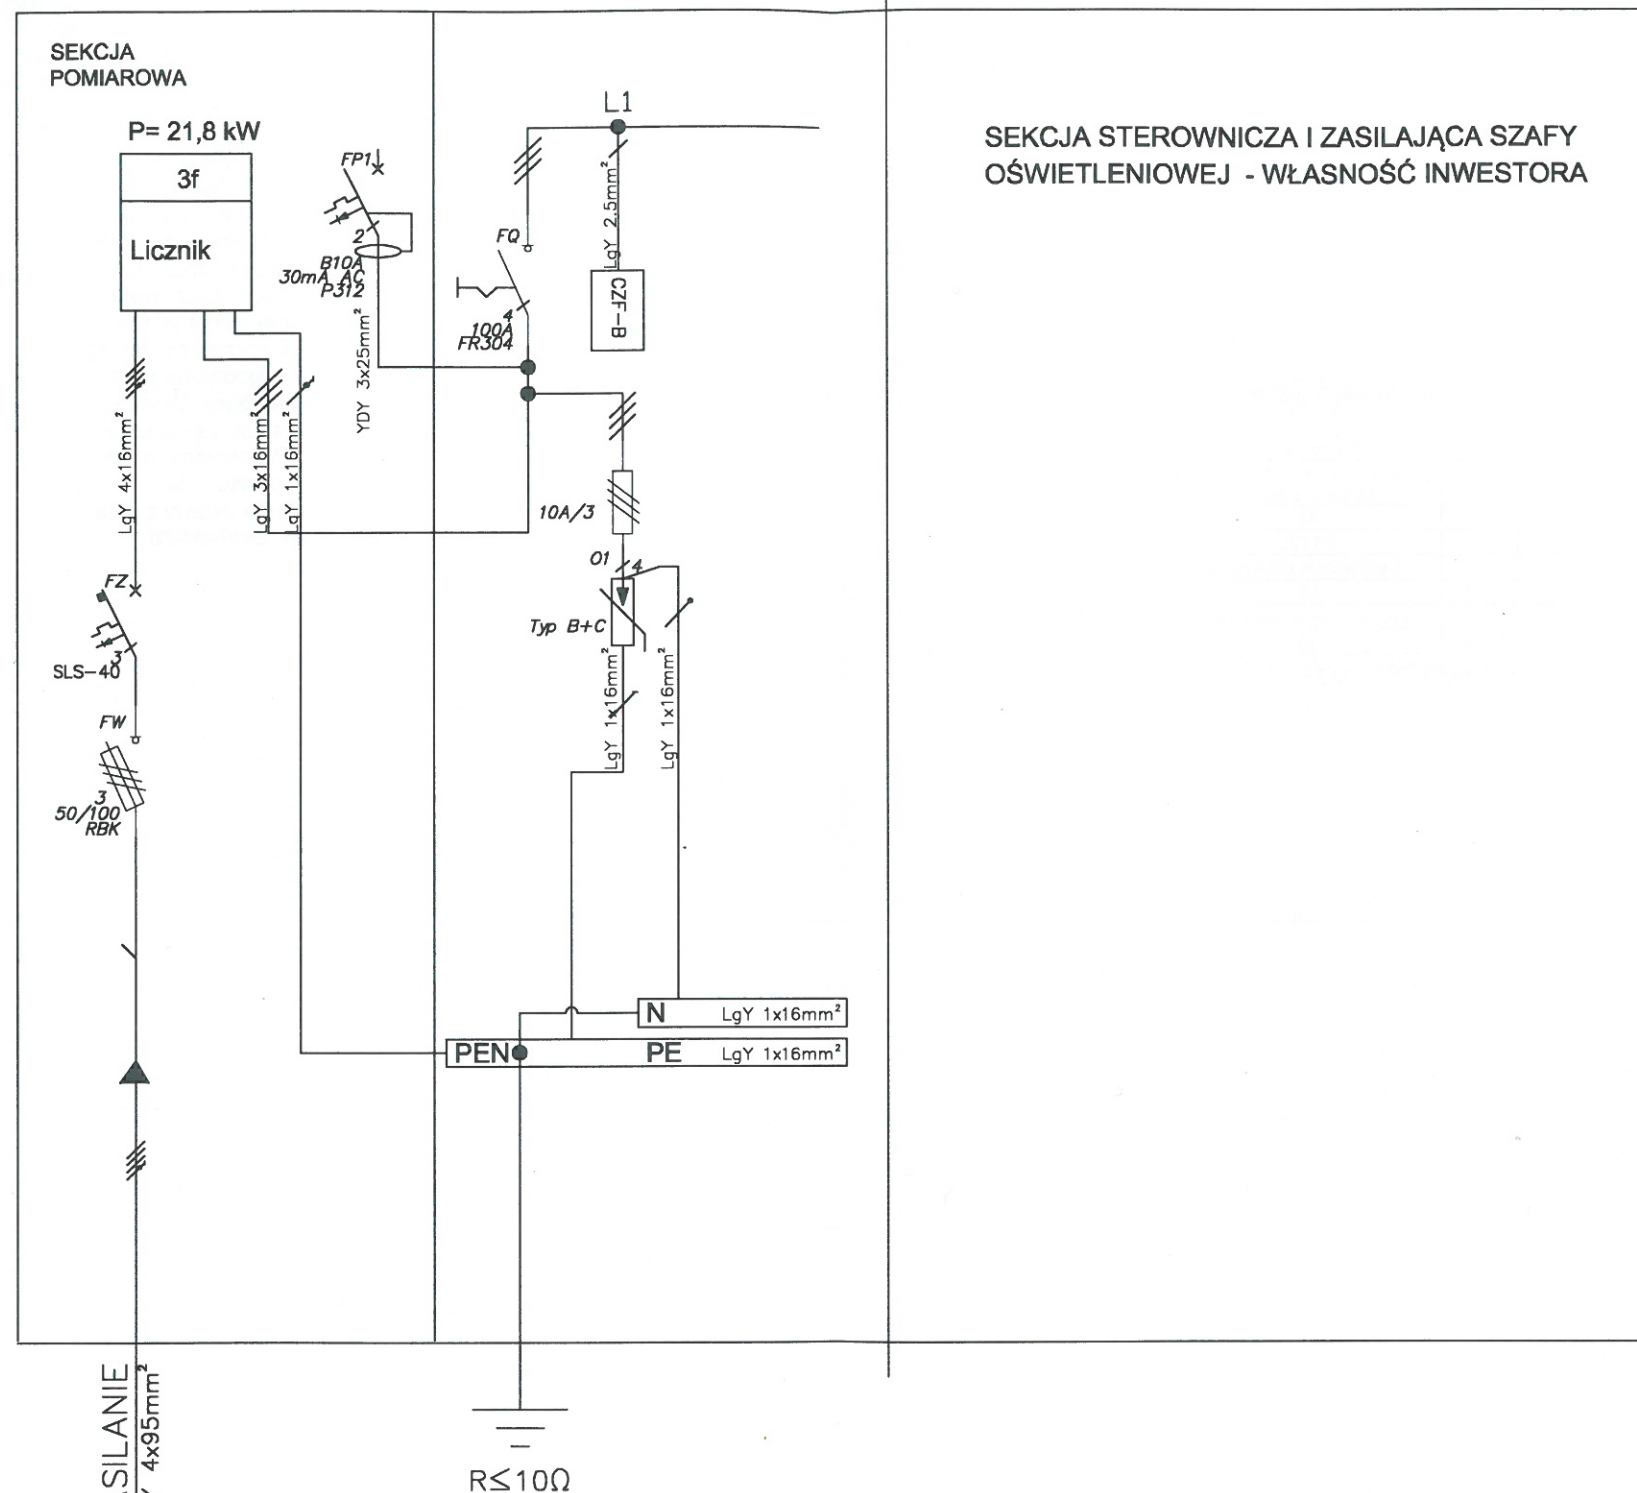 SEKCJA
POMIAROWA
P= 21,8 kW
3f
Licznik
FP1
2
B10A
30mA AC
P312
YDY 3x25mm²
L1
LgY 2,5mm²
CZF-B
FQ
4
100A
FR304
SEKCJA STEROWNICZA I ZASILAJĄCA SZAFY
OŚWIETLENIOWEJ - WŁASNOŚĆ INWESTORA
LgY 4x16mm²
LgY 3x16mm²
LgY 1x16mm²
10A/3
O1
4
Typ B+C
LgY 1x16mm²
LgY 1x16mm²
FZ
3
SLS-40
FW
3
50/100
RBK
N
LgY 1x16mm²
PEN
PE
LgY 1x16mm²
SILANIE
4x95mm²
R≤10Ω